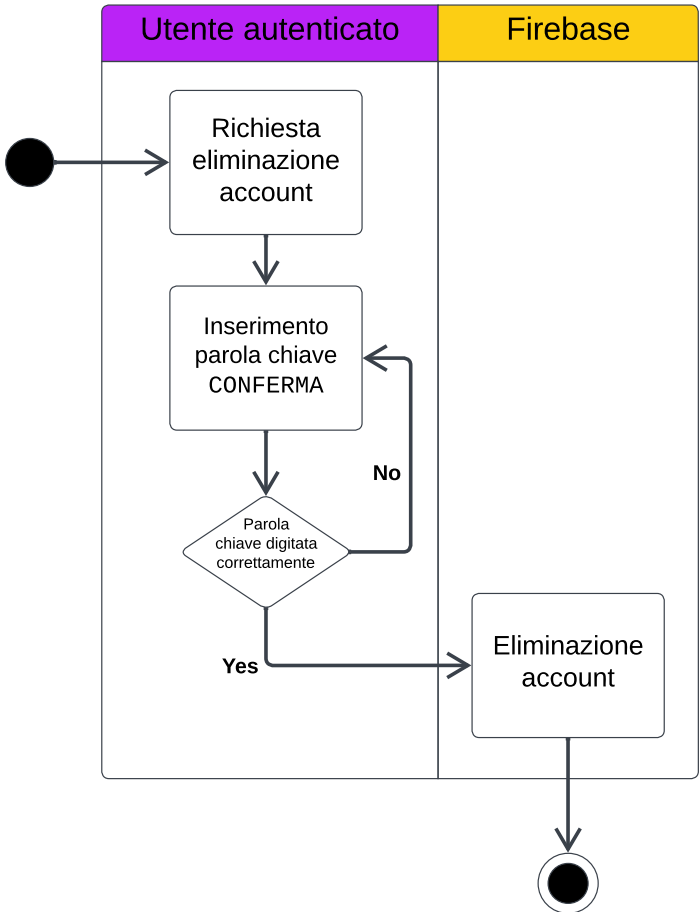 Utente autenticato
Firebase
Richiesta
eliminazione
account
Inserimento
parola chiave
CONFERMA
No
Parola
chiave digitata
correttamente
Yes
Eliminazione
account